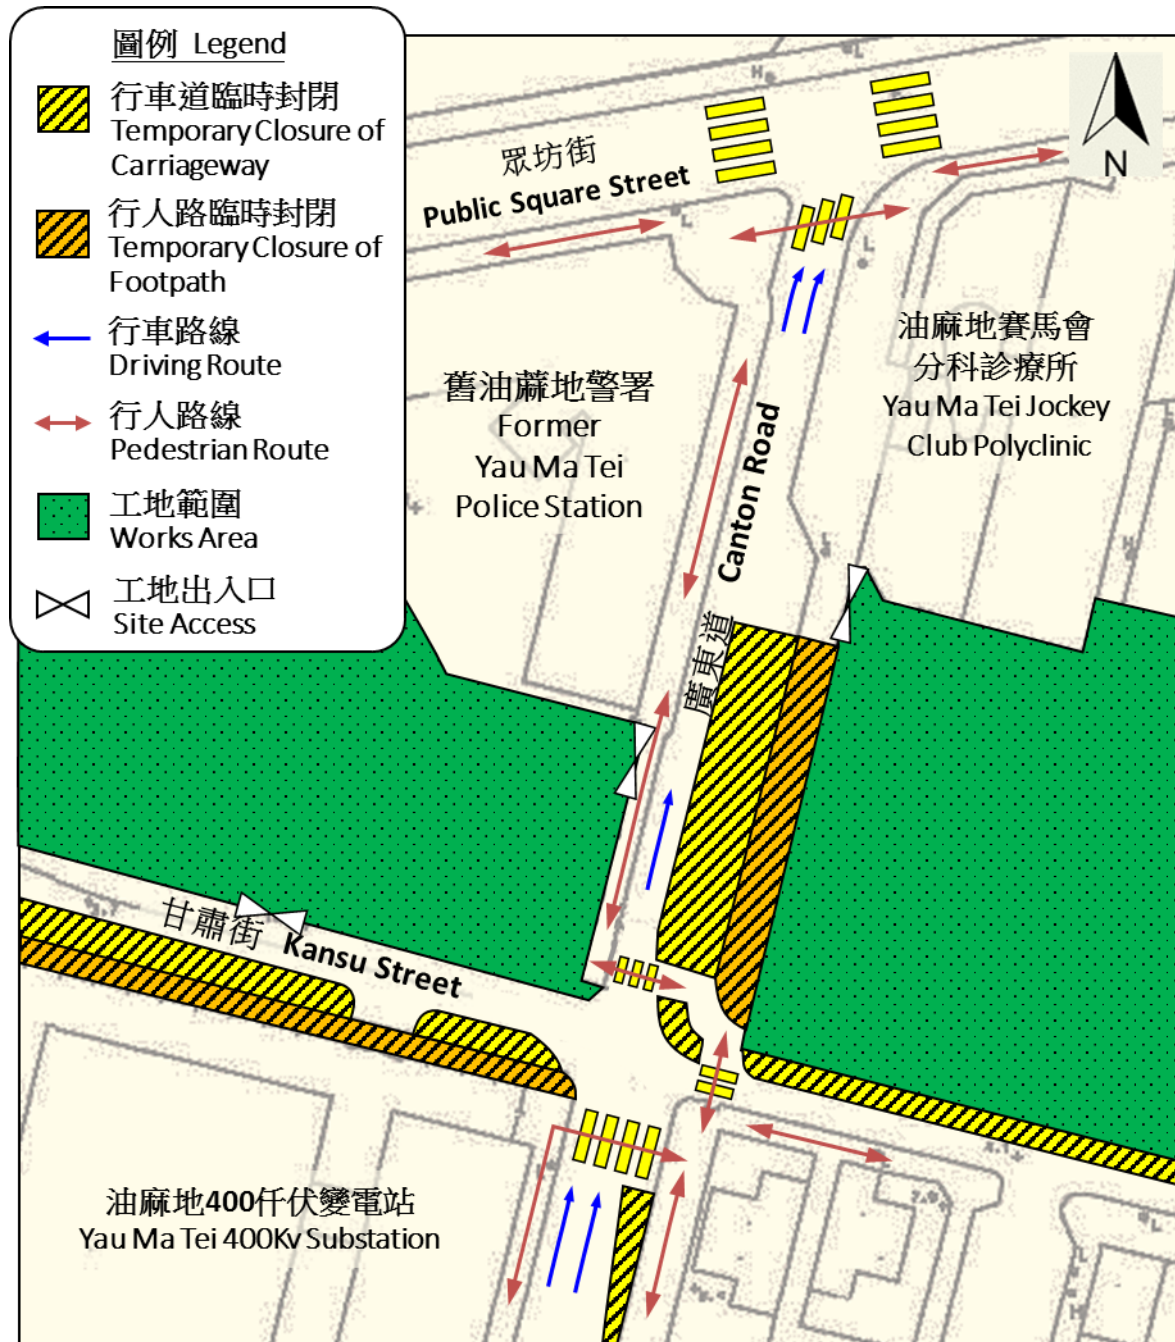 圖例 Legend
行車道臨時封閉
Temporary Closure of
Carriageway
行人路臨時封閉
Temporary Closure of
Footpath
行車路線
Driving Route
行人路線
Pedestrian Route
工地範圍
Works Area
工地出入口
Site Access
N
眾坊街
Public Square Street
舊油蔴地警署
Former
Yau Ma Tei
Police Station
油麻地賽馬會
分科診療所
Yau Ma Tei Jockey
Club Polyclinic
廣東道 Canton Road
甘肅街 Kansu Street
油麻地400仟伏變電站
Yau Ma Tei 400Kv Substation
H
L
L
L
L
H
L
L
H